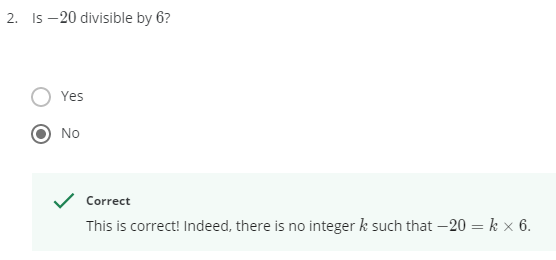 2. Is −20 divisible by 6?
Yes
No
Correct
This is correct! Indeed, there is no integer k such that −20 = k × 6.